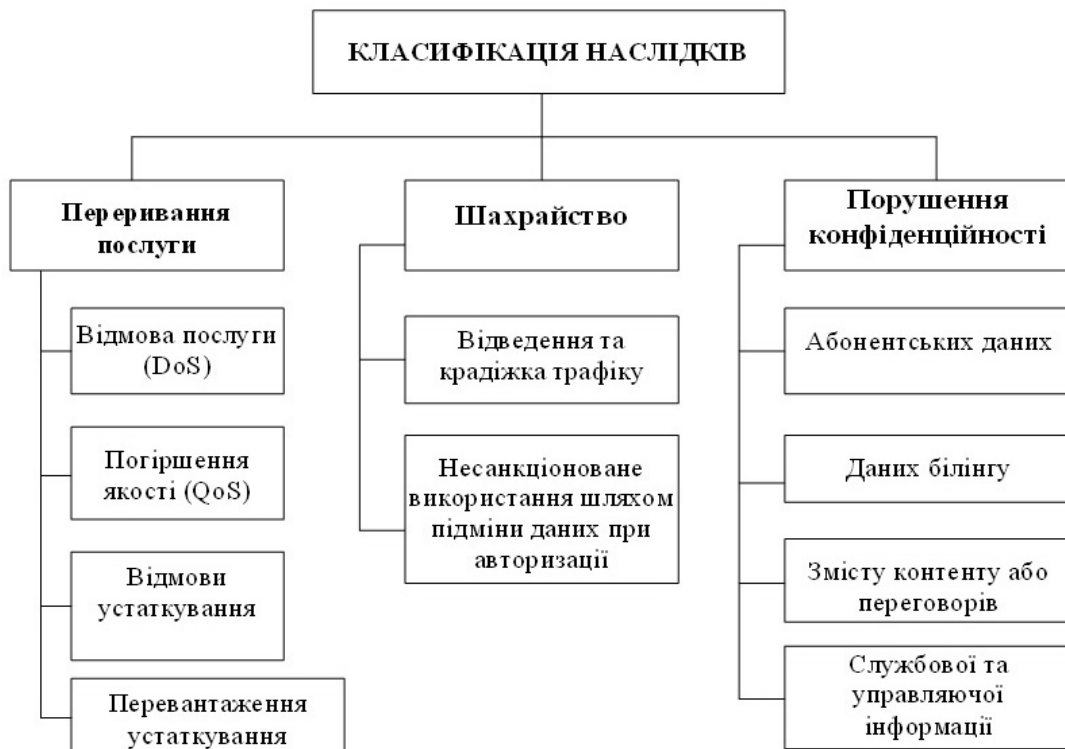 КЛАСИФІКАЦІЯ НАСЛІДКІВ
Переривання
послуги
Відмова послуги
(DoS)
Погіршення
якості (QoS)
Відмови
устаткування
Перевантаження
устаткування
Шахрайство
Відведення та
крадіжка трафіку
Несанкціоноване
використання шляхом
підміни даних при
авторизації
Порушення
конфіденційності
Абонентських даних
Даних білінгу
Змісту контенту або
переговорів
Службової та
управляючої
інформації